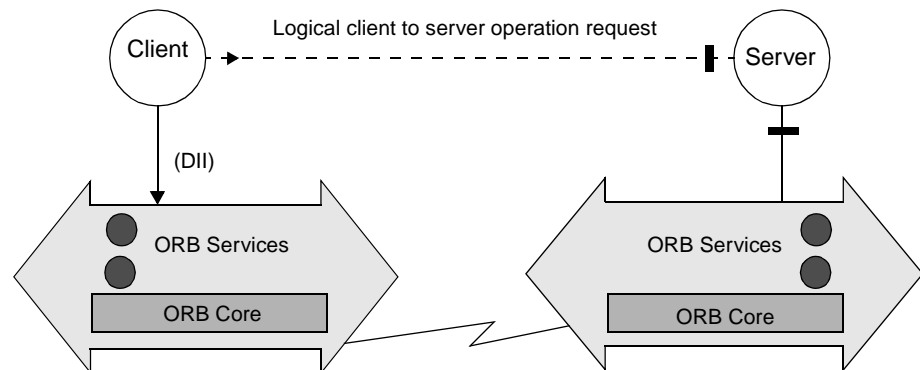 Logical client to server operation request
Client
Server
(DII)
ORB Services
ORB Services
ORB Core
ORB Core